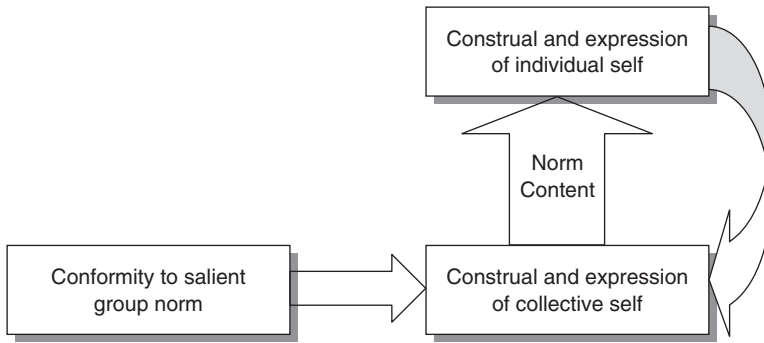 Construal and expression
of individual self
Norm
Content
Conformity to salient
group norm
Construal and expression
of collective self